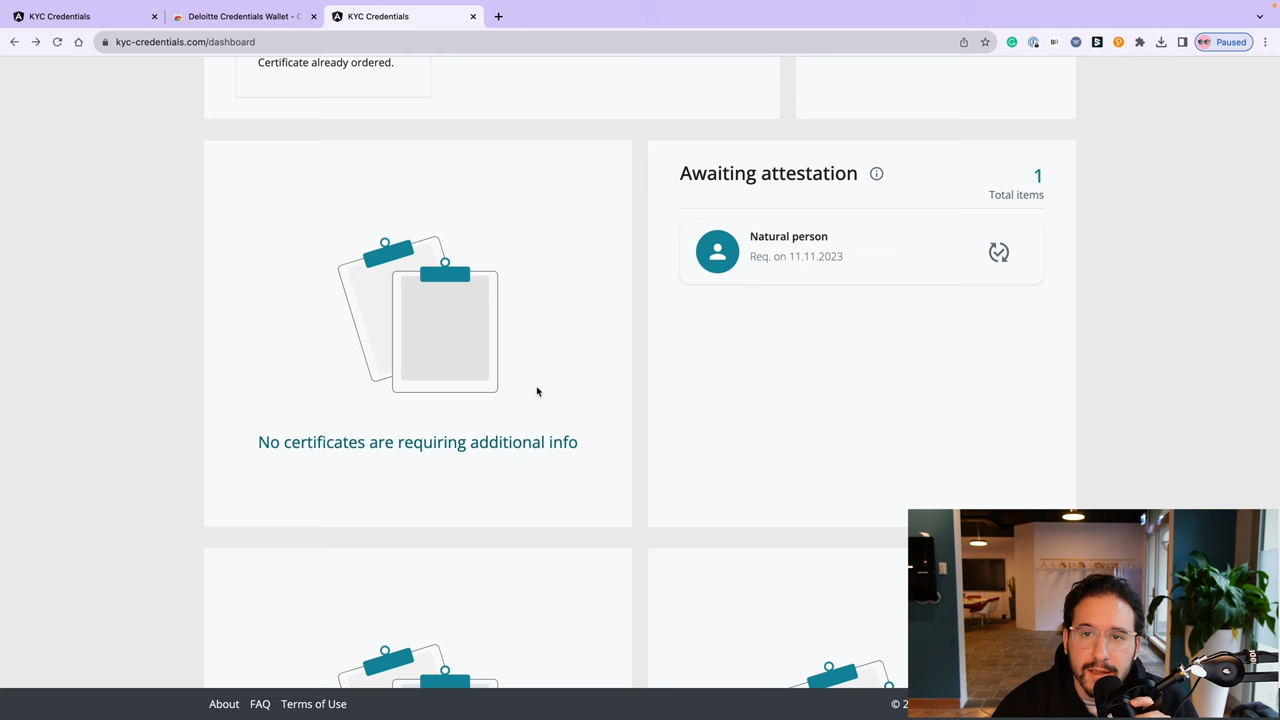 KYC Credentials
Deloitte Credentials Wallet - C
KYC Credentials
kyc-credentials.com/dashboard
BR
Paused
Certificate already ordered.
Awaiting attestation
1
Total items
Natural person
Req. on 11.11.2023
No certificates are requiring additional info
About FAQ Terms of Use
© 2